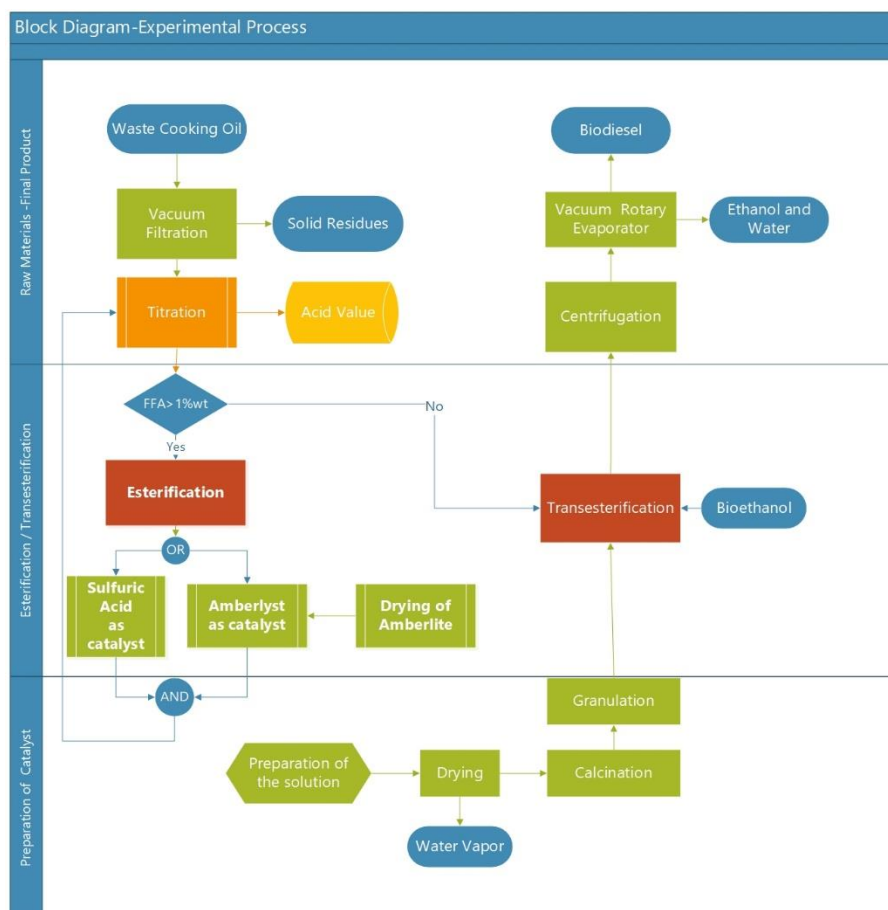 Block Diagram-Experimental Process
Raw Materials -Final Product
Waste Cooking Oil
Vacuum
Filtration
Solid Residues
Titration
Acid Value
Biodiesel
Vacuum Rotary
Evaporator
Ethanol and
Water
Centrifugation
Esterification / Transesterification
FFA>1%wt
No
Yes
Esterification
OR
Sulfuric
Acid
as
catalyst
Amberlyst
as catalyst
Drying of
Amberlite
Transesterification
Bioethanol
Preparation of Catalyst
AND
Granulation
Preparation of
the solution
Drying
Calcination
Water Vapor